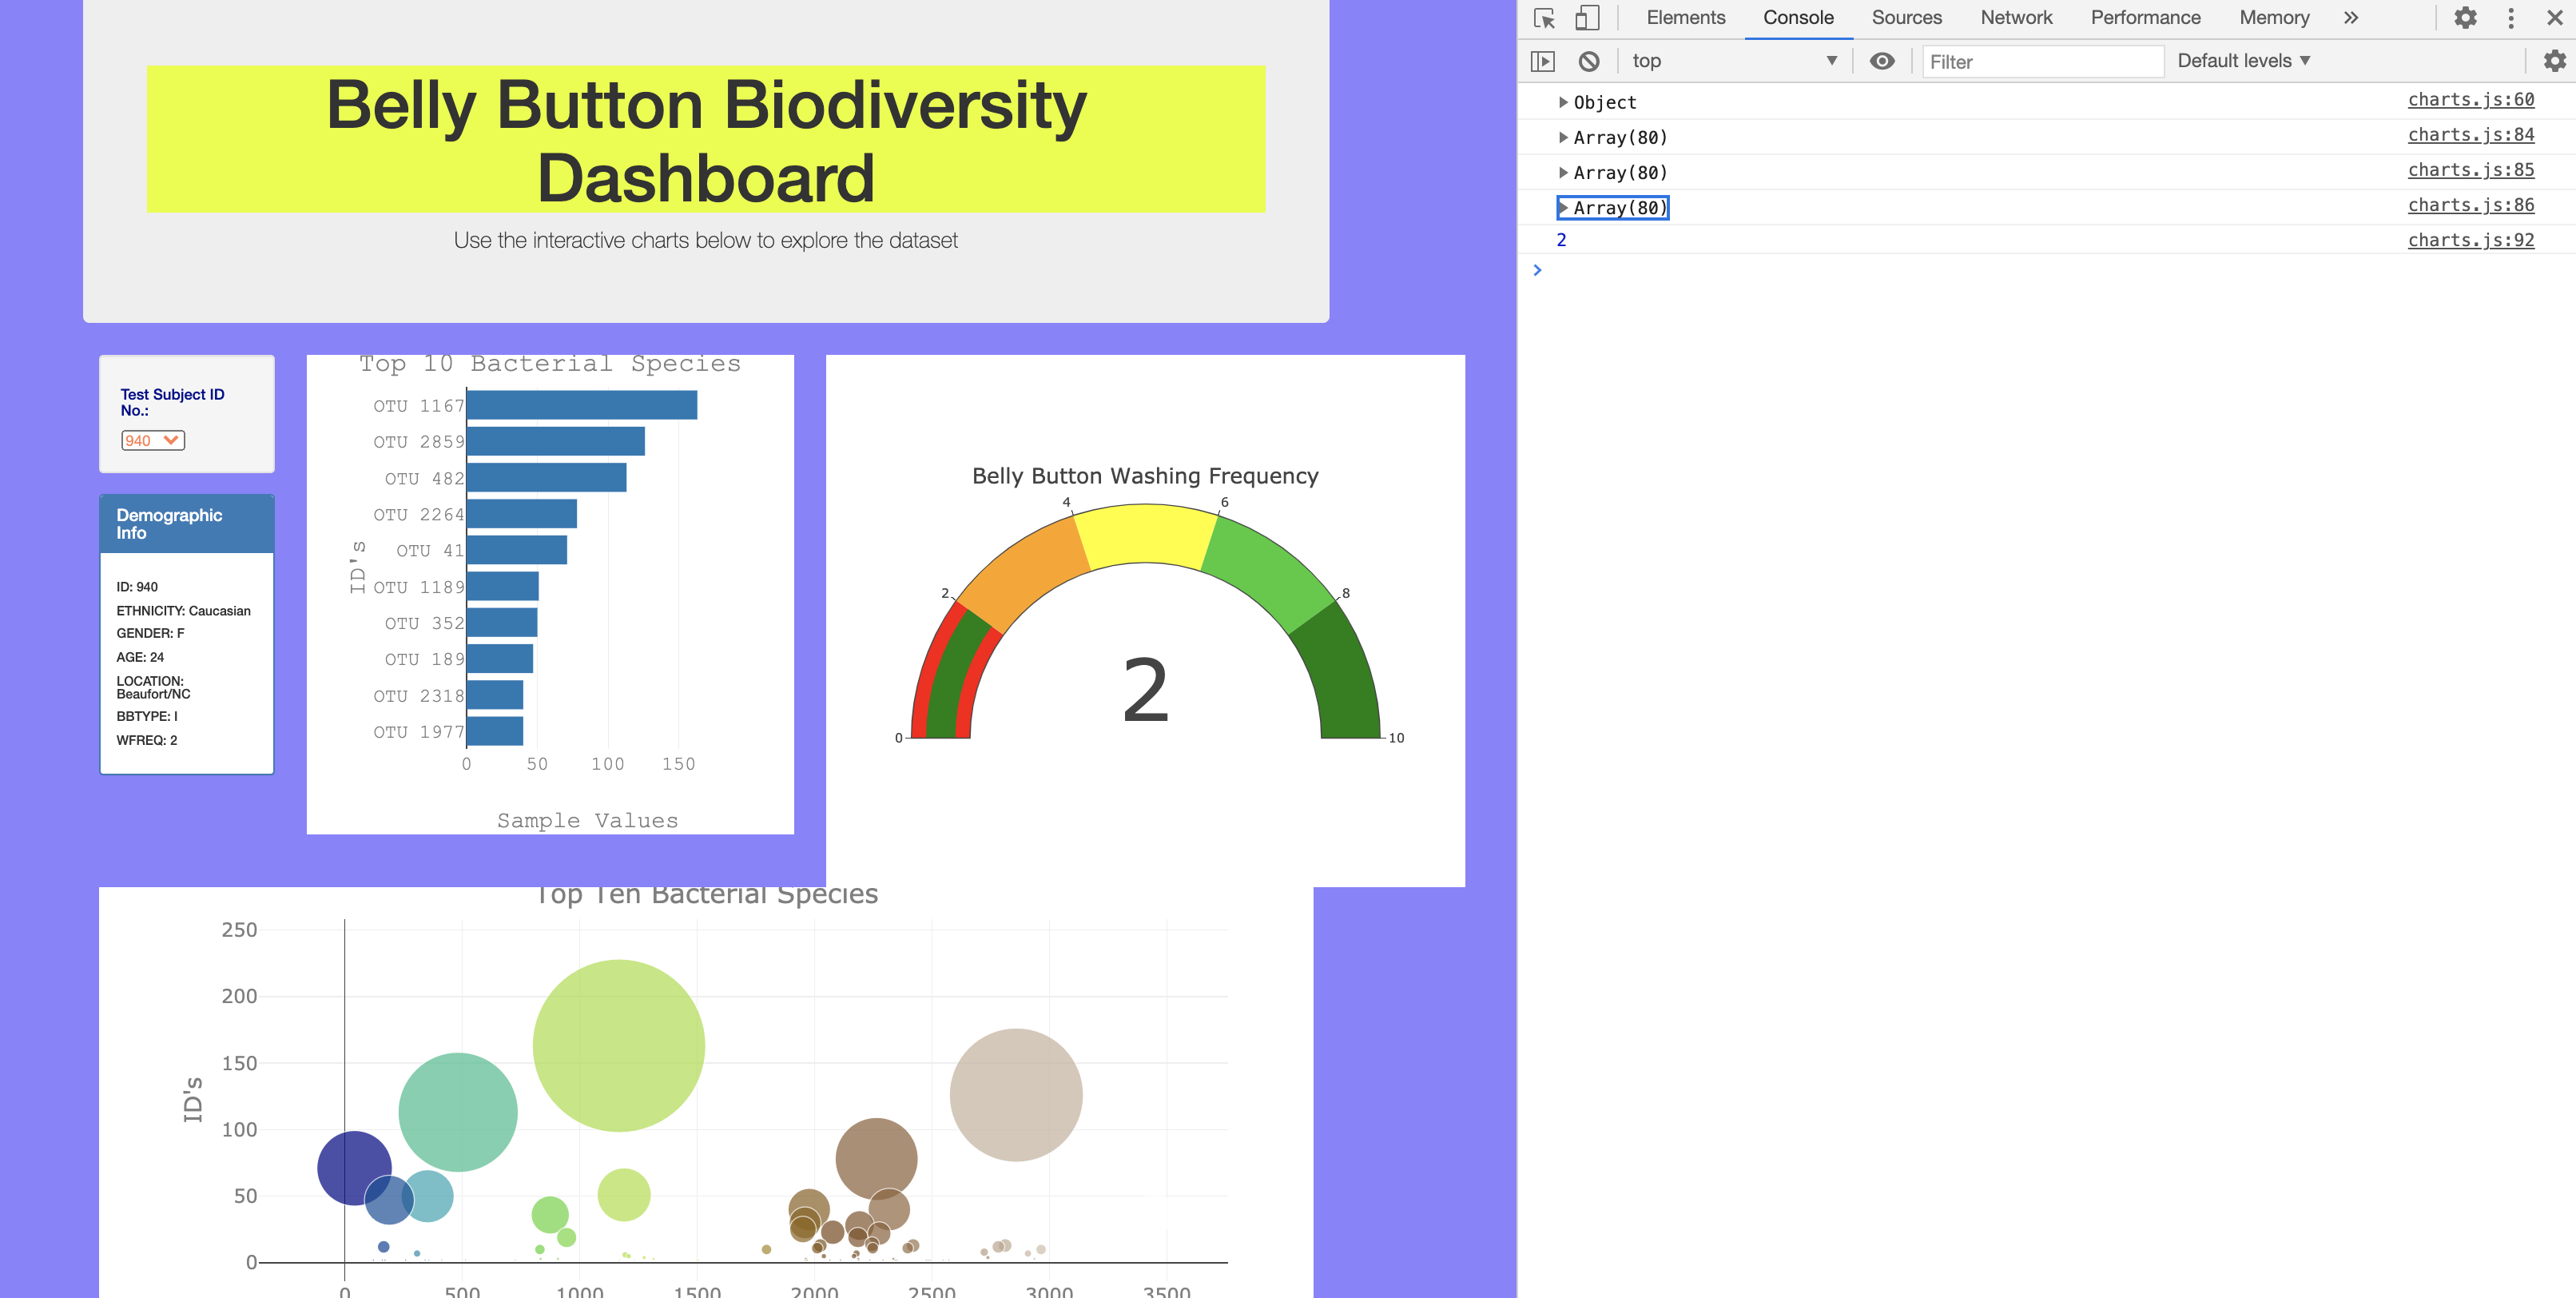 Belly Button Biodiversity
Dashboard
Use the interactive charts below to explore the dataset
Test Subject ID
No.:
940
Demographic
Info
ID: 940
ETHNICITY: Caucasian
GENDER: F
AGE: 24
LOCATION:
Beaufort/NC
BBTYPE: I
WFREQ: 2
Top 10 Bacterial Species
OTU 1167
OTU 2859
OTU 482
OTU 2264
OTU 41
OTU 1189
OTU 352
OTU 189
OTU 2318
OTU 1977
ID's
0 50 100 150
Sample Values
Belly Button Washing Frequency
0 2 4 6 8 10
2
Top Ten Bacterial Species
250
200
150
100
50
0
ID's
0 500 1000 1500 2000 2500 3000 3500
Elements Console Sources Network Performance Memory
top Filter Default levels
Object charts.js:60
Array(80) charts.js:84
Array(80) charts.js:85
Array(80) charts.js:86
2 charts.js:92